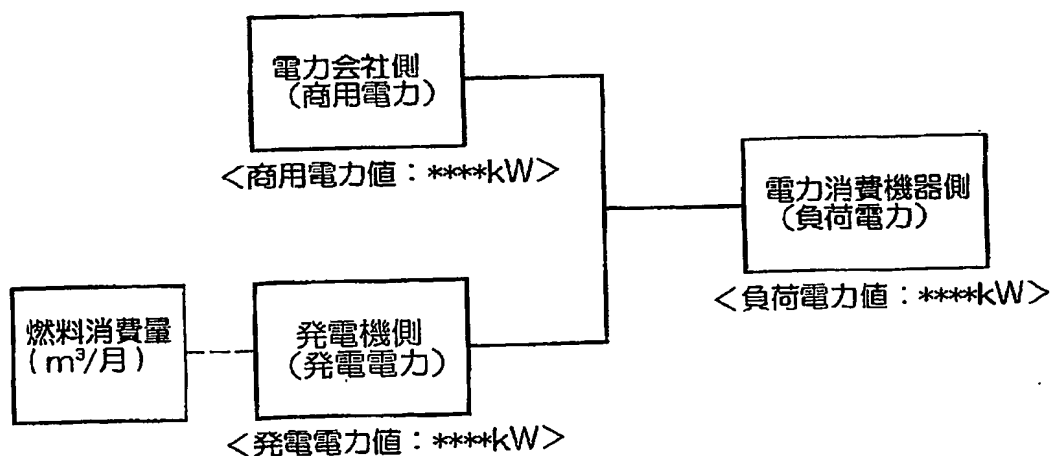 電力会社側
(商用電力)
<商用電力値：****kW>
電力消費機器側
(負荷電力)
<負荷電力値：****kW>
燃料消費量
(m³/月)
発電機側
(発電電力)
<発電電力値：****kW>